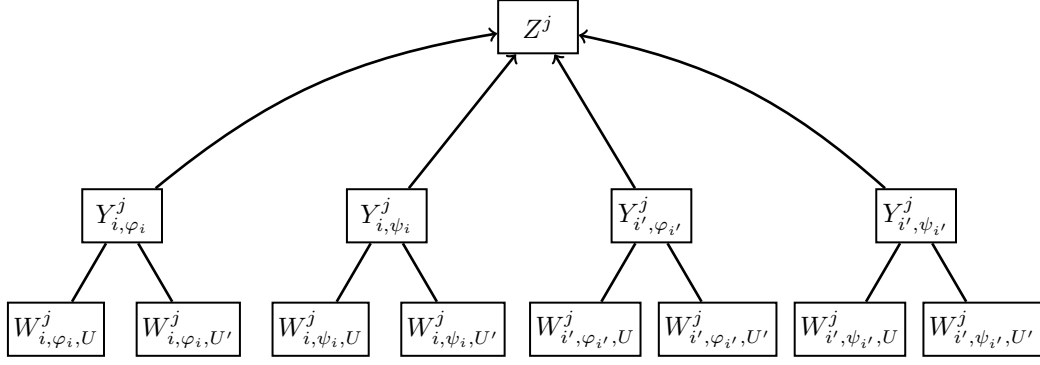 Z^j
Y^j_{i,φ_i} Y^j_{i,ψ_i} Y^j_{i',φ_{i'}} Y^j_{i',ψ_{i'}}
W^j_{i,φ_i,U} W^j_{i,φ_i,U'} W^j_{i,ψ_i,U} W^j_{i,ψ_i,U'} W^j_{i',φ_{i'},U} W^j_{i',φ_{i'},U'} W^j_{i',ψ_{i'},U} W^j_{i',ψ_{i'},U'}